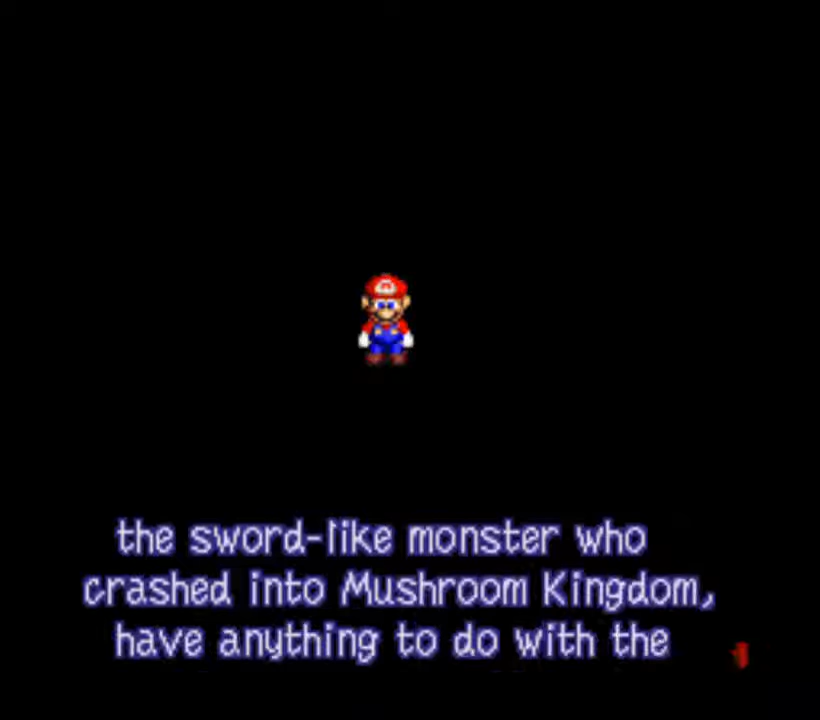 the sword-like monster who
crashed into Mushroom Kingdom,
have anything to do with the